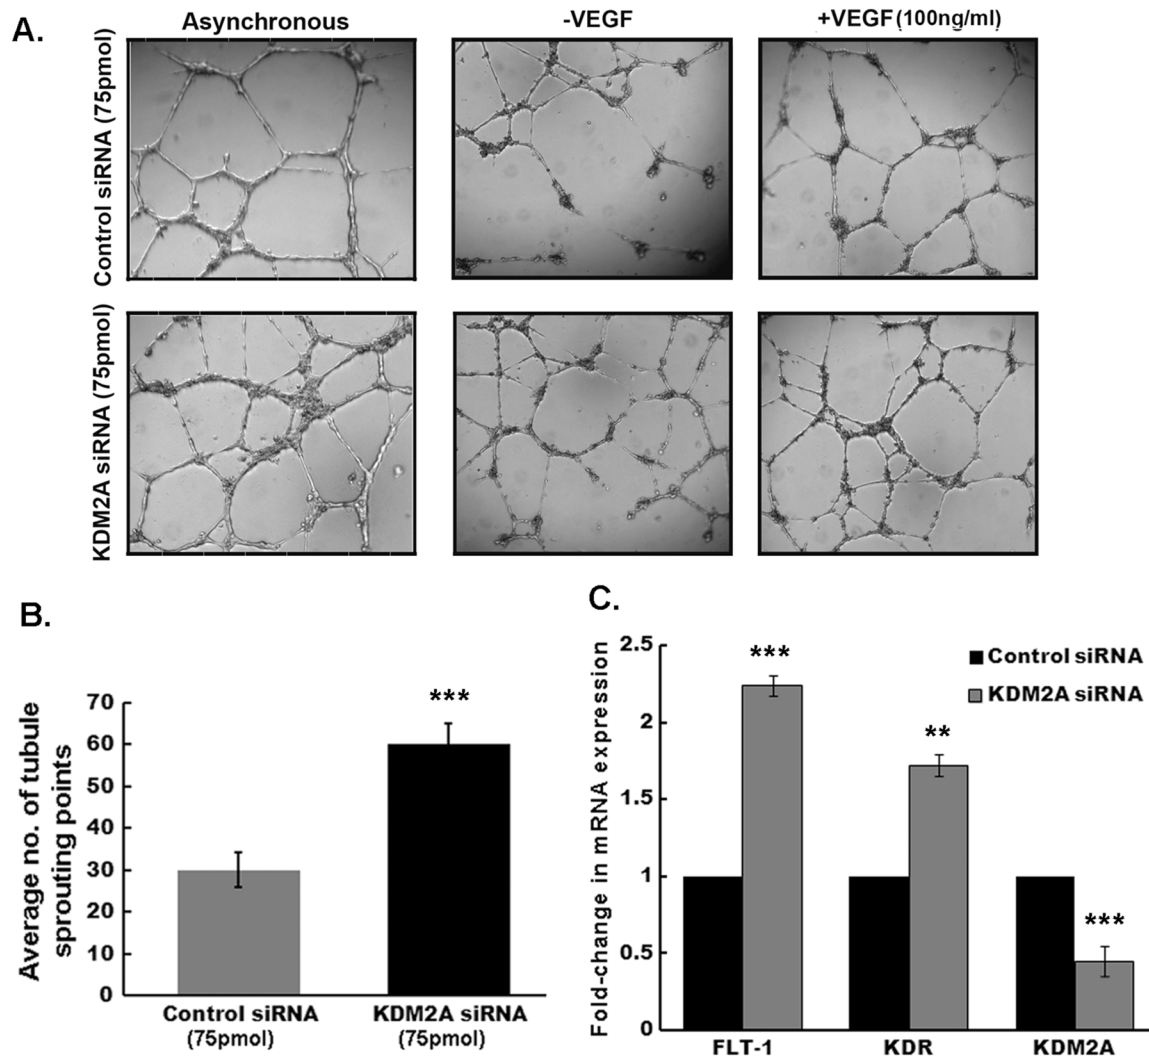 A.
Asynchronous
-VEGF
+VEGF (100ng/ml)
Control siRNA (75pmol)
KDM2A siRNA (75pmol)
B.
Average no. of tubule
sprouting points
70
60
50
40
30
20
10
0
***
Control siRNA
(75pmol)
KDM2A siRNA
(75pmol)
C.
Fold-change in mRNA expression
2.5
2
1.5
1
0.5
0
***
**
***
Control siRNA
KDM2A siRNA
FLT-1
KDR
KDM2A